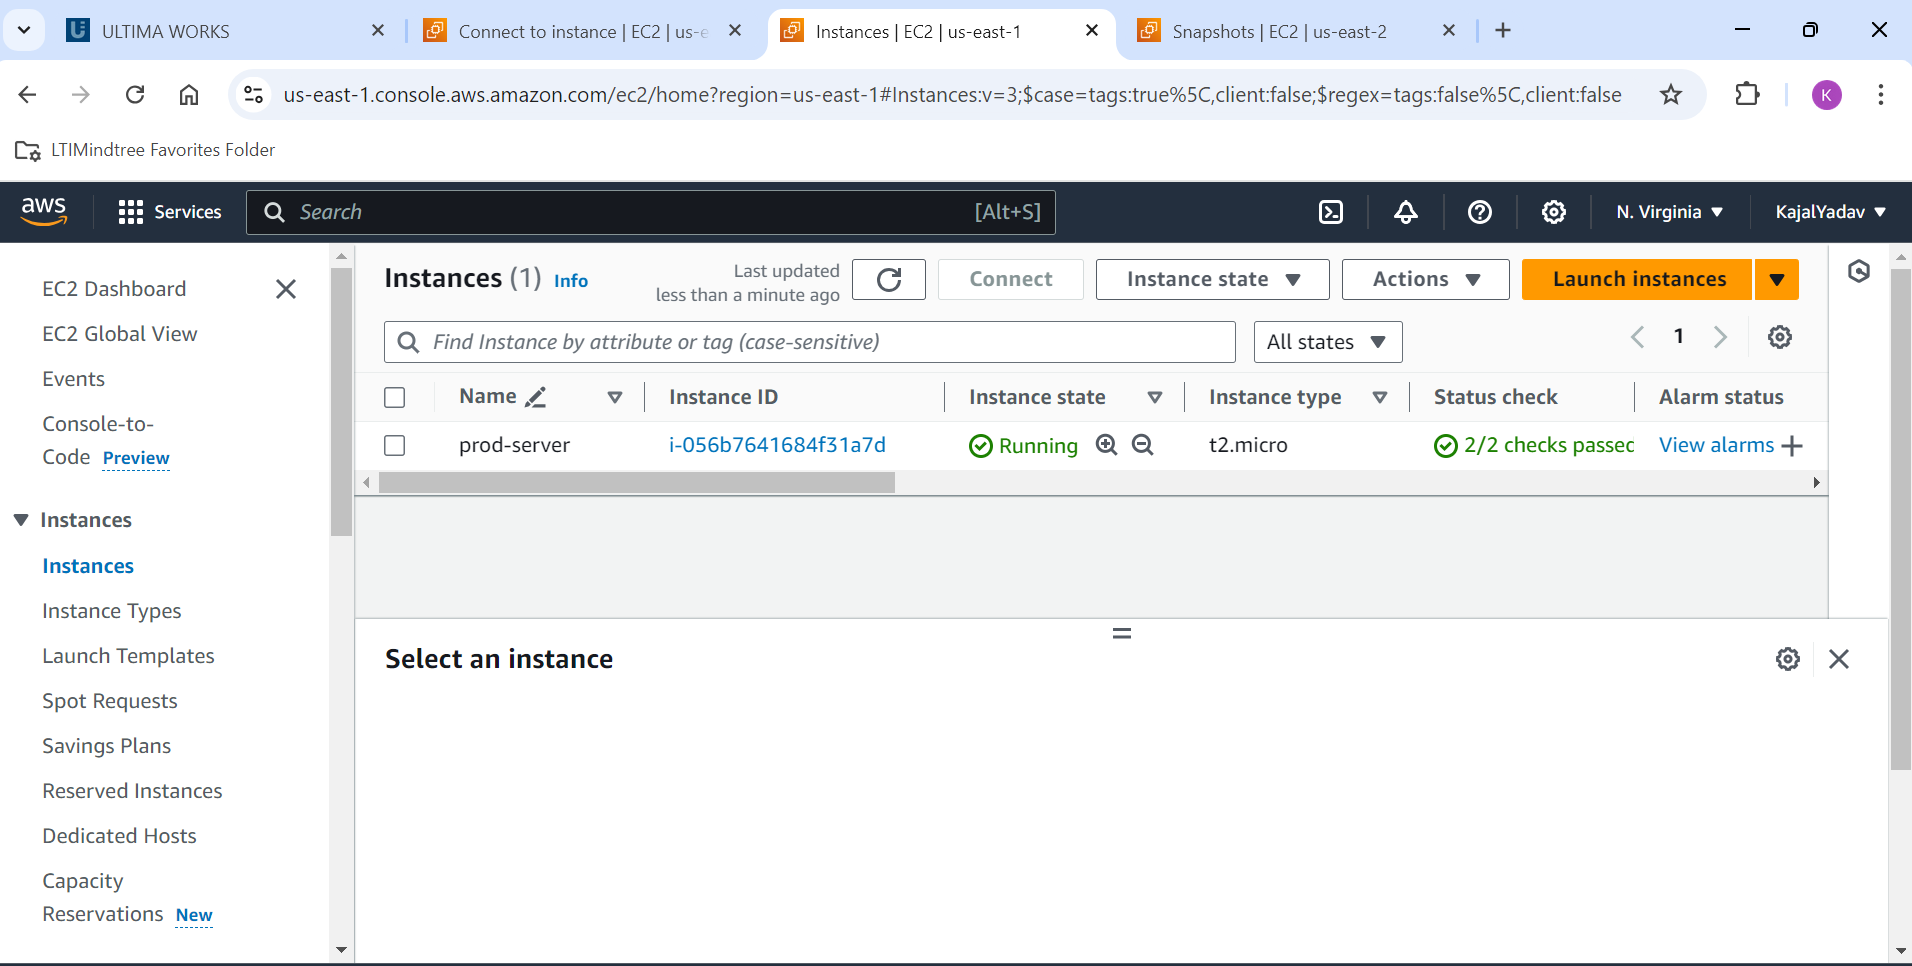 ULTIMA WORKS
Connect to instance | EC2 | us-e
Instances | EC2 | us-east-1
Snapshots | EC2 | us-east-2
us-east-1.console.aws.amazon.com/ec2/home?region=us-east-1#Instances:v=3;$case=tags:true%5C,client:false;$regex=tags:false%5C,client:false
K
LTIMindtree Favorites Folder
aws
Services
Search
[Alt+S]
N. Virginia
KajalYadav
EC2 Dashboard
EC2 Global View
Events
Console-to-
Code Preview
Instances
Instances
Instance Types
Launch Templates
Spot Requests
Savings Plans
Reserved Instances
Dedicated Hosts
Capacity
Reservations New
Instances (1) Info
Last updated
less than a minute ago
Connect
Instance state
Actions
Launch instances
Find Instance by attribute or tag (case-sensitive)
All states
1
Name Instance ID Instance state Instance type Status check Alarm status
prod-server i-056b7641684f31a7d Running t2.micro 2/2 checks passed View alarms
Select an instance